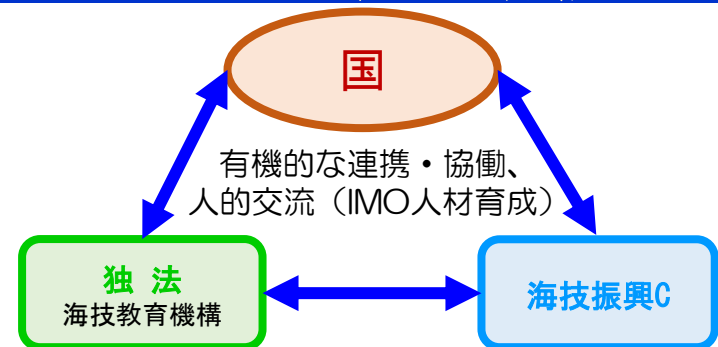 国
有機的な連携・協働、
人的交流（IMO人材育成）
独 法
海技教育機構
海技振興C